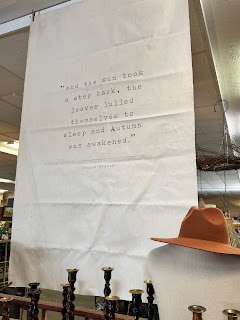 "and the sun took
a step back, the
leaves lulled
themselves to
sleep and Autumn
was awakened."